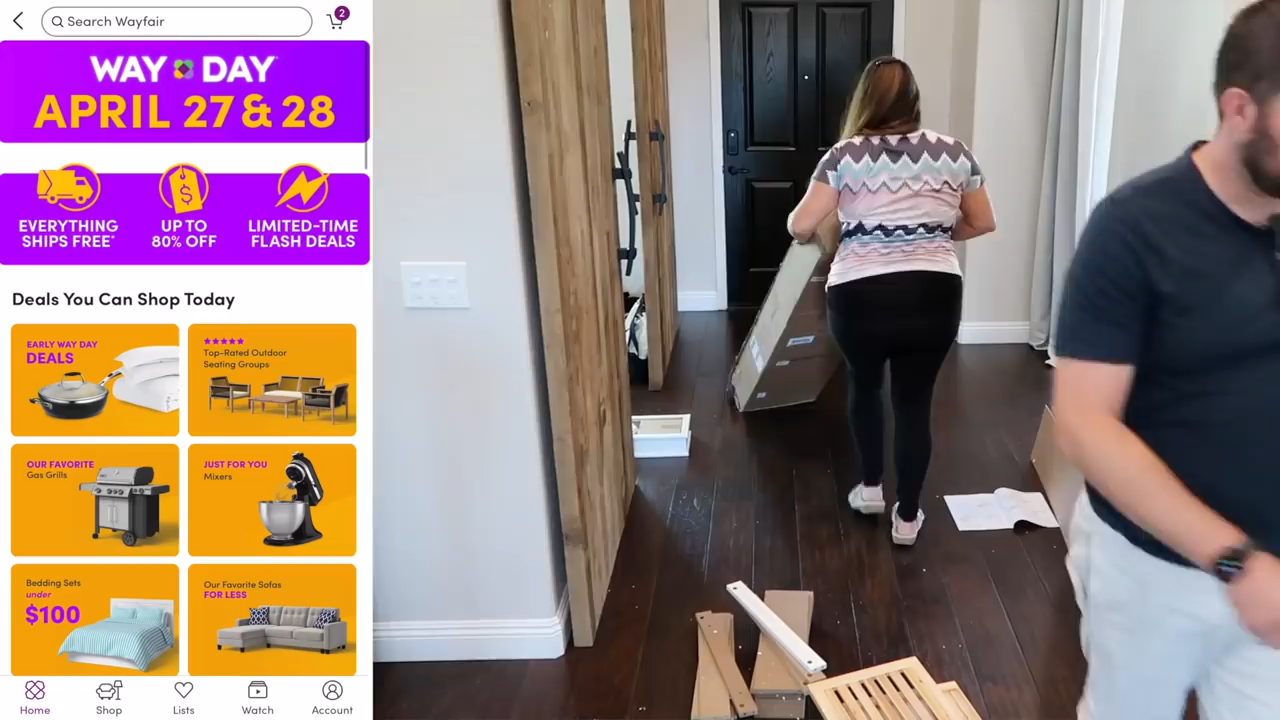 Search Wayfair
2
WAY DAY
APRIL 27 & 28
EVERYTHING
SHIPS FREE*
UP TO
80% OFF
LIMITED-TIME
FLASH DEALS
Deals You Can Shop Today
EARLY WAY DAY
DEALS
Top-Rated Outdoor
Seating Groups
OUR FAVORITE
Gas Grills
JUST FOR YOU
Mixers
Bedding Sets
under
$100
Our Favorite Sofas
FOR LESS
Home
Shop
Lists
Watch
Account